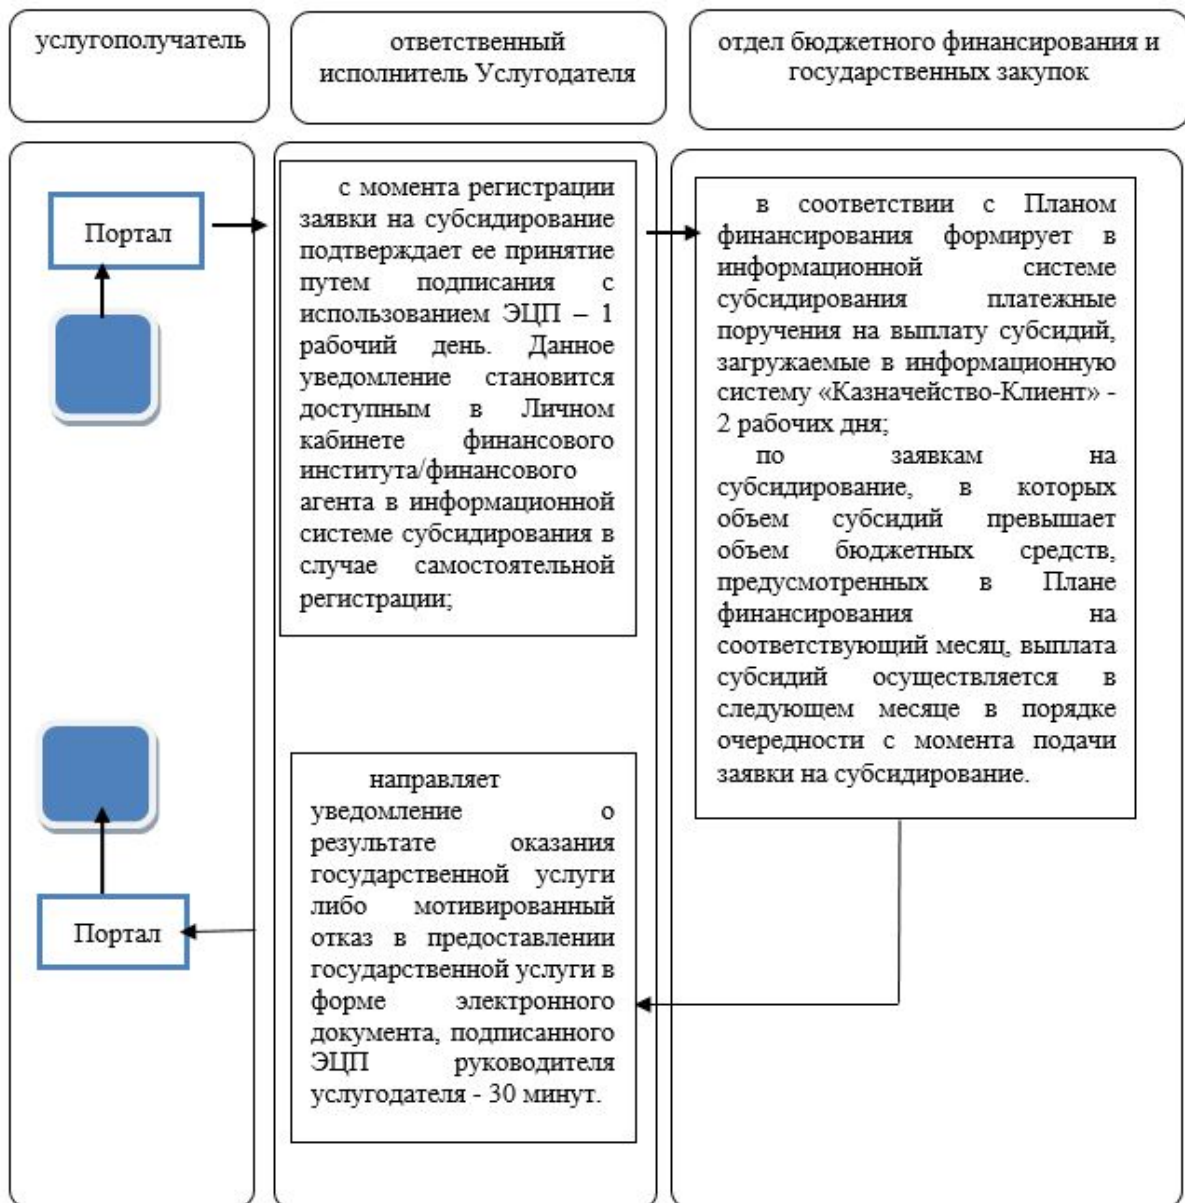 услугополучатель
ответственный
исполнитель Услугодателя
отдел бюджетного финансирования и
государственных закупок
Портал
с момента регистрации
заявки на субсидирование
подтверждает ее принятие
путем подписания с
использованием ЭЦП – 1
рабочий день. Данное
уведомление становится
доступным в Личном
кабинете финансового
института/финансового
агента в информационной
системе субсидирования в
случае самостоятельной
регистрации;
в соответствии с Планом
финансирования формирует в
информационной системе
субсидирования платежные
поручения на выплату субсидий,
загружаемые в информационную
систему «Казначейство-Клиент» -
2 рабочих дня;
по заявкам на
субсидирование, в которых
объем субсидий превышает
объем бюджетных средств,
предусмотренных в Плане
финансирования на
соответствующий месяц, выплата
субсидий осуществляется в
следующем месяце в порядке
очередности с момента подачи
заявки на субсидирование.
направляет
уведомление о
результате оказания
государственной услуги
либо мотивированный
отказ в предоставлении
государственной услуги в
форме электронного
документа, подписанного
ЭЦП руководителя
услугодателя - 30 минут.
Портал